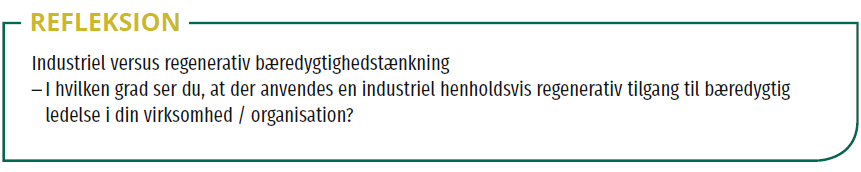 REFLEKSION
Industriel versus regenerativ bæredygtighedstænkning
– I hvilken grad ser du, at der anvendes en industriel henholdsvis regenerativ tilgang til bæredygtig
ledelse i din virksomhed / organisation?